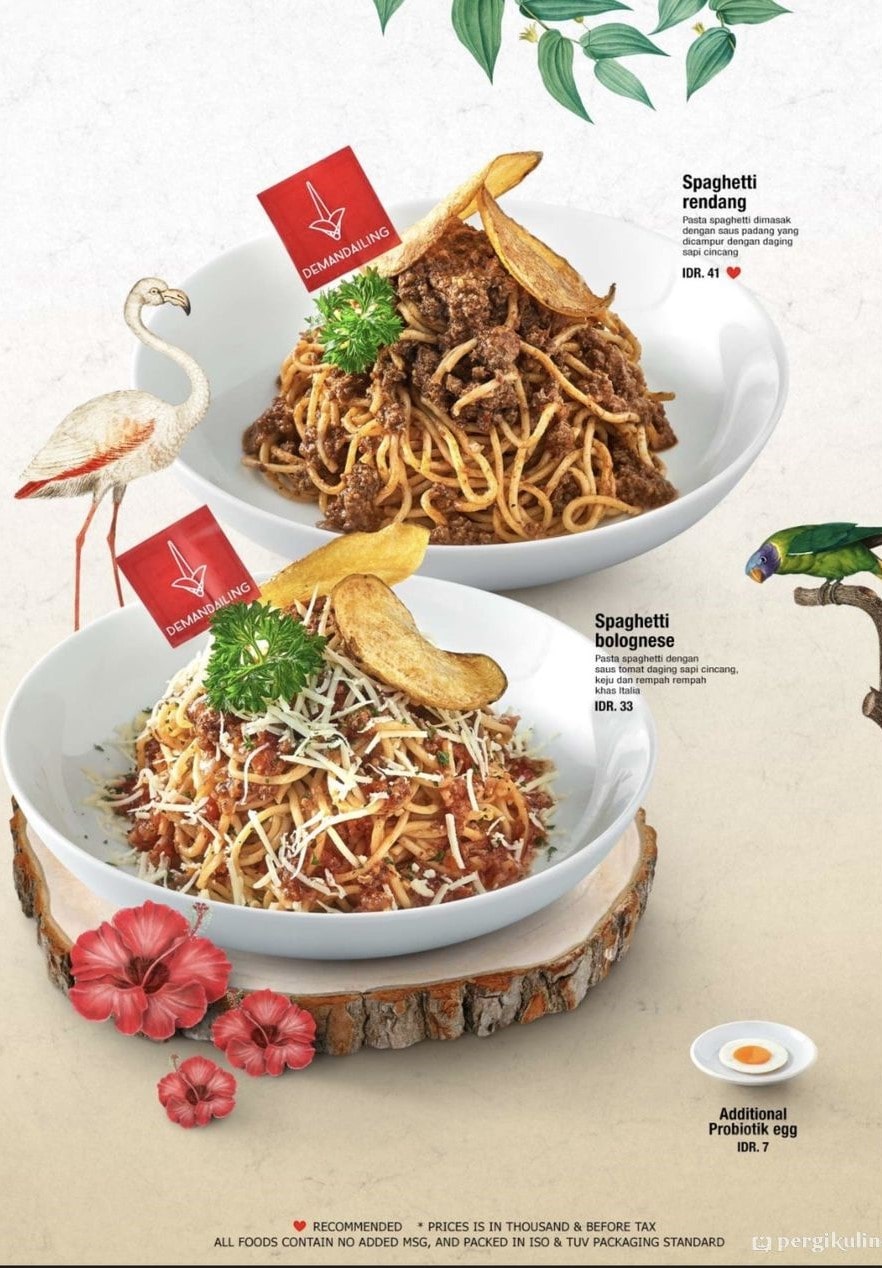 DEMANDAILING
Spaghetti
rendang
Pasta spaghetti dimasak
dengan saus padang yang
dicampur dengan daging
sapi cincang
IDR. 41
DEMANDAILING
Spaghetti
bolognese
Pasta spaghetti dengan
saus tomat daging sapi cincang,
keju dan rempah rempah
khas Italia
IDR. 33
Additional
Probiotik egg
IDR. 7
RECOMMENDED * PRICES IS IN THOUSAND & BEFORE TAX
ALL FOODS CONTAIN NO ADDED MSG, AND PACKED IN ISO & TUV PACKAGING STANDARD
pergikulin